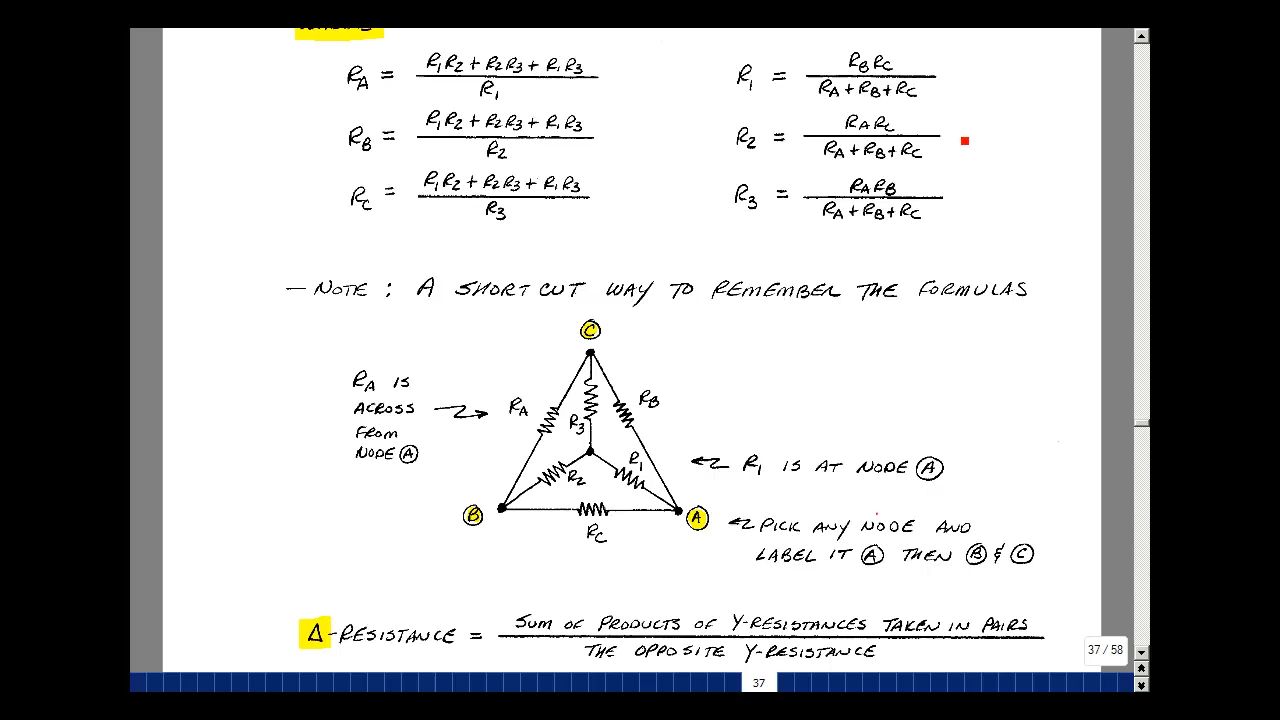 RA = R1R2 + R2R3 + R1R3 / R1
RB = R1R2 + R2R3 + R1R3 / R2
RC = R1R2 + R2R3 + R1R3 / R3
R1 = RBRC / RA + RB + RC
R2 = RARC / RA + RB + RC
R3 = RARB / RA + RB + RC
— NOTE : A SHORT CUT WAY TO REMEMBER THE FORMULAS
C
RA IS
ACROSS
FROM
NODE A
RA
R3
RB
R2
R1
← R1 IS AT NODE A
B
RC
A
← PICK ANY NODE AND
LABEL IT A THEN B & C
Δ-RESISTANCE = SUM OF PRODUCTS OF Y-RESISTANCES TAKEN IN PAIRS
THE OPPOSITE Y-RESISTANCE
37 / 58
37